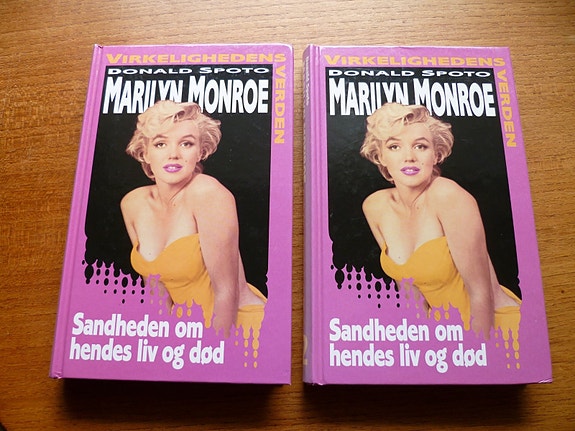 VIRKELIGHEDENS
VERDEN
DONALD SPOTO
MARILYN MONROE
Sandheden om
hendes liv og død
VIRKELIGHEDENS
VERDEN
DONALD SPOTO
MARILYN MONROE
Sandheden om
hendes liv og død